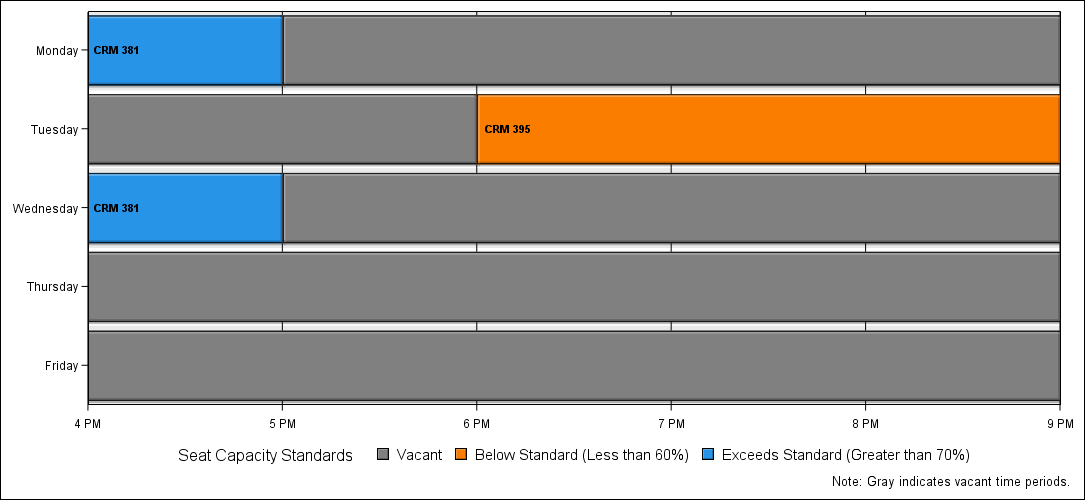 Monday
CRM 381
Tuesday
CRM 395
Wednesday
CRM 381
Thursday
Friday
4 PM 5 PM 6 PM 7 PM 8 PM 9 PM
Seat Capacity Standards Vacant Below Standard (Less than 60%) Exceeds Standard (Greater than 70%)
Note: Gray indicates vacant time periods.